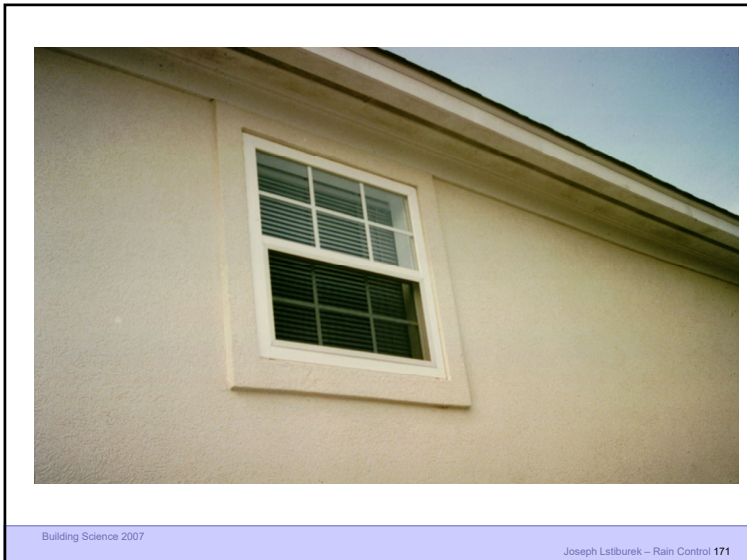 Building Science 2007
Joseph Lstiburek – Rain Control 171